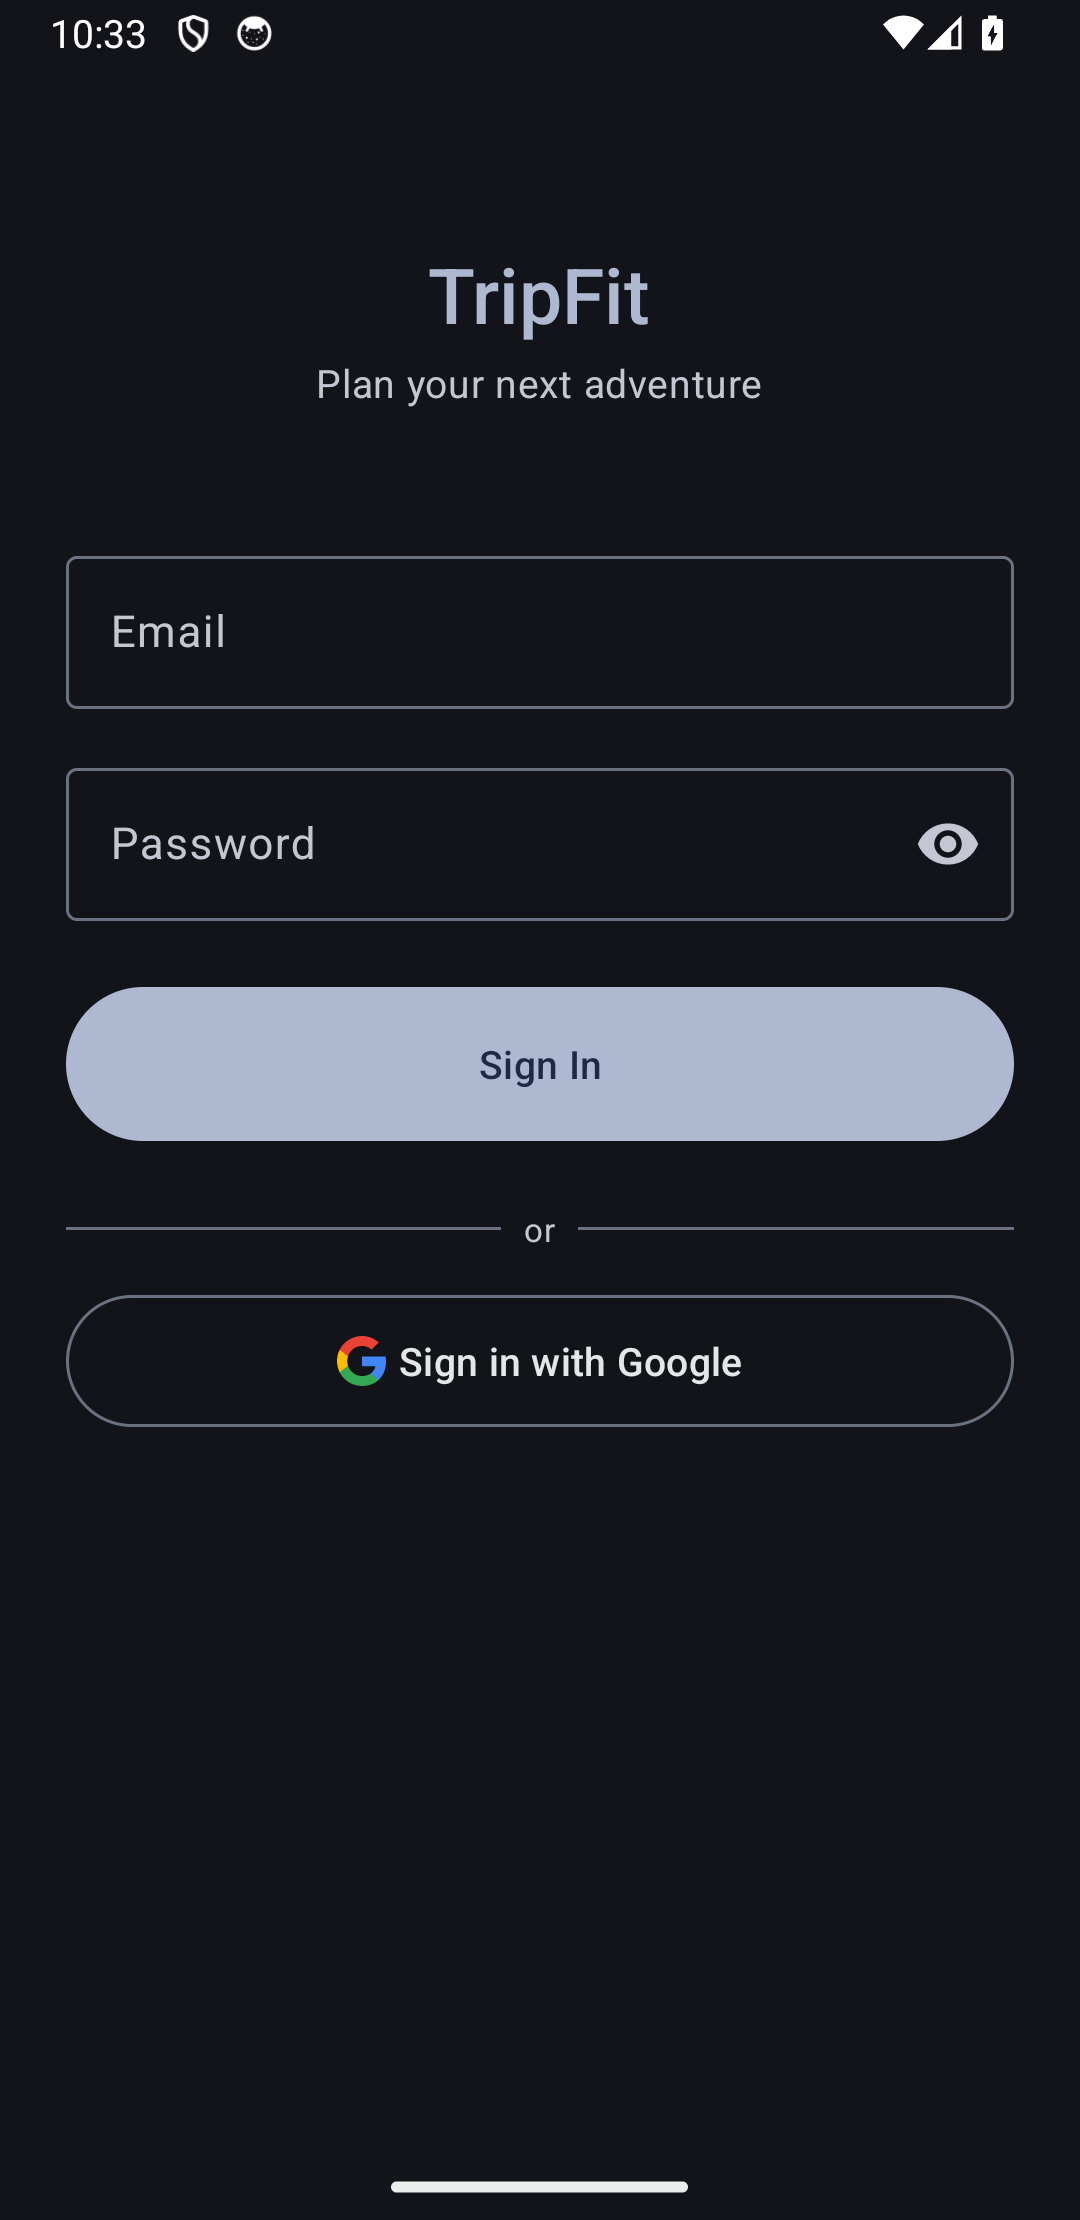 10:33
TripFit
Plan your next adventure
Email
Password
Sign In
or
Sign in with Google